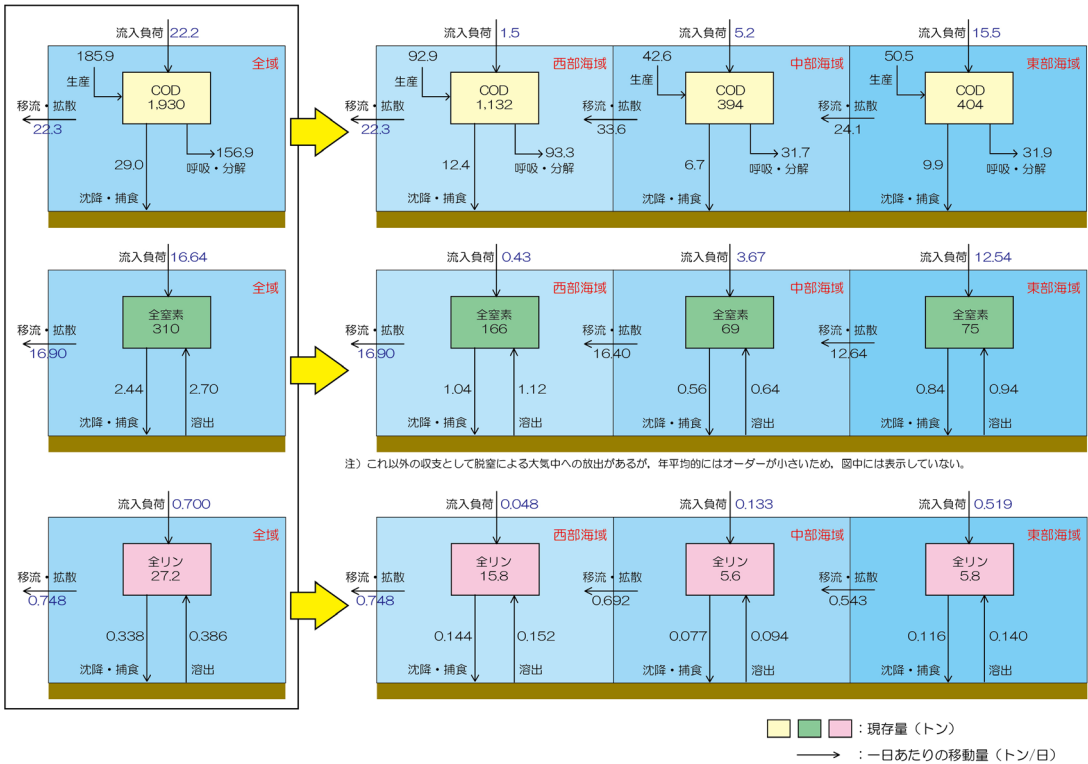 流入負荷 22.2
185.9
全域
生産
COD
1,930
移流・拡散
22.3
156.9
29.0
呼吸・分解
沈降・捕食
流入負荷 1.5
92.9
西部海域
生産
COD
1,132
移流・拡散
22.3
93.3
12.4
呼吸・分解
沈降・捕食
流入負荷 5.2
42.6
中部海域
生産
COD
394
移流・拡散
33.6
31.7
6.7
呼吸・分解
沈降・捕食
流入負荷 15.5
50.5
東部海域
生産
COD
404
移流・拡散
24.1
31.9
9.9
呼吸・分解
沈降・捕食
流入負荷 16.64
全域
全窒素
310
移流・拡散
16.90
2.44
2.70
沈降・捕食
溶出
流入負荷 0.43
西部海域
全窒素
166
移流・拡散
16.90
1.04
1.12
沈降・捕食
溶出
流入負荷 3.67
中部海域
全窒素
69
移流・拡散
16.40
0.56
0.64
沈降・捕食
溶出
流入負荷 12.54
東部海域
全窒素
75
移流・拡散
12.64
0.84
0.94
沈降・捕食
溶出
注）これ以外の収支として脱窒による大気中への放出があるが，年平均的にはオーダーが小さいため，図中には表示していない。
流入負荷 0.700
全域
全リン
27.2
移流・拡散
0.748
0.338
0.386
沈降・捕食
溶出
流入負荷 0.048
西部海域
全リン
15.8
移流・拡散
0.748
0.144
0.152
沈降・捕食
溶出
流入負荷 0.133
中部海域
全リン
5.6
移流・拡散
0.692
0.077
0.094
沈降・捕食
溶出
流入負荷 0.519
東部海域
全リン
5.8
移流・拡散
0.543
0.116
0.140
沈降・捕食
溶出
：現存量（トン）
：一日あたりの移動量（トン/日）